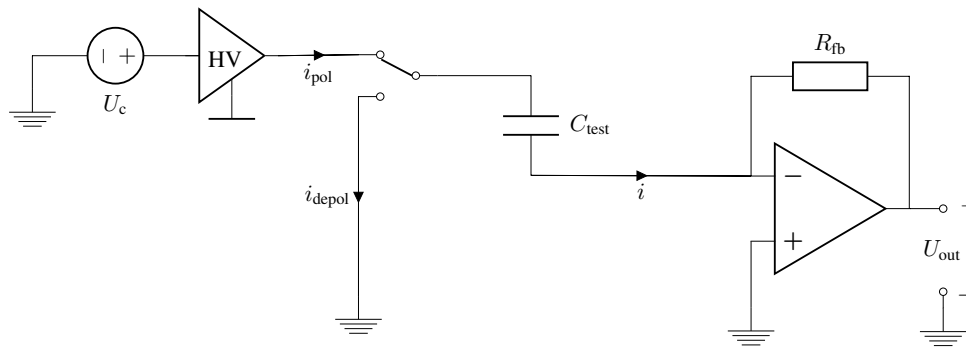 R_fb
HV
i_pol
U_c
C_test
i_depol
i
U_out